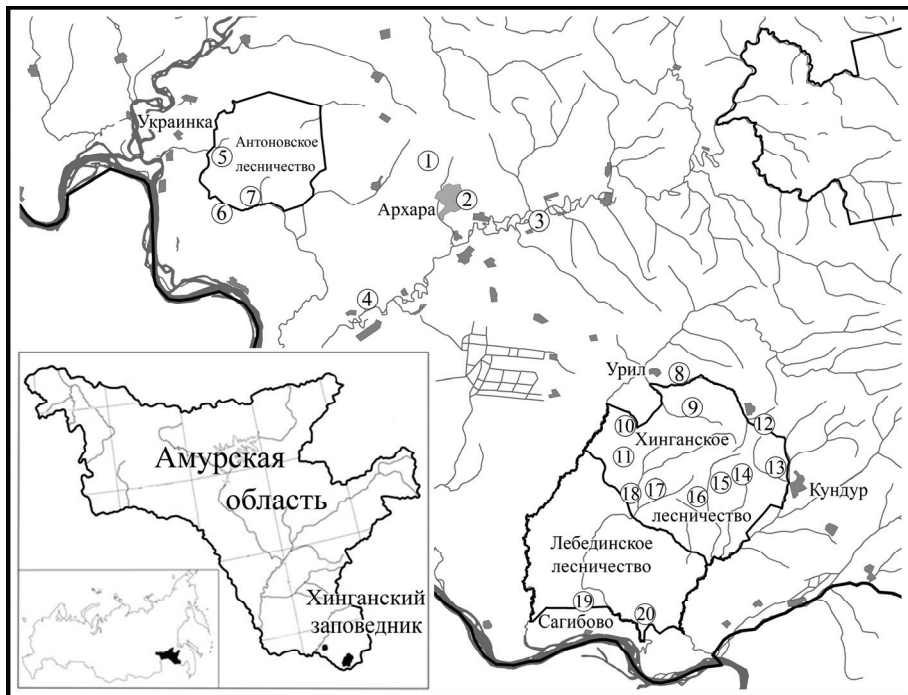 Украинка
Антоновское
лесничество
5
1
7
6
Архара
2
3
4
Урил
8
9
10
Хинганское
12
11
13
14
15
Кундур
18
17
16
лесничество
Лебединское
лесничество
19
20
Сагибово
Амурская
область
Хинганский
заповедник